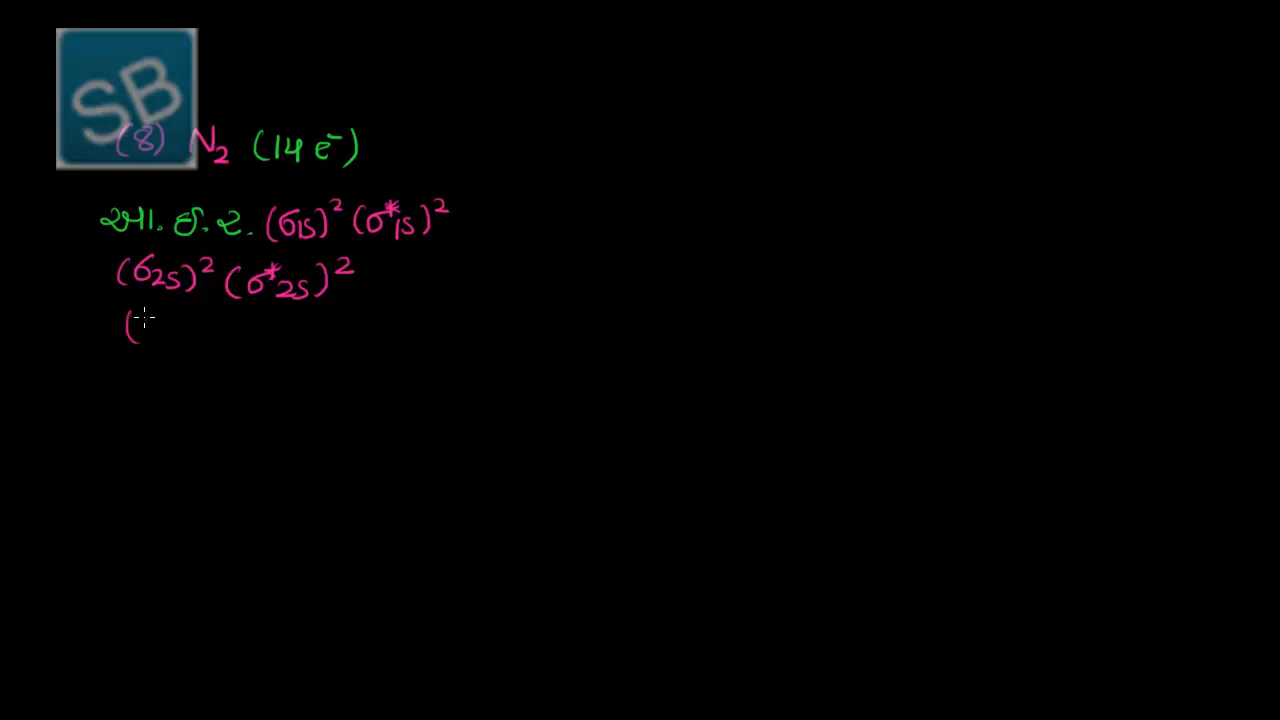 SB
(8) N₂ (14 e⁻)
આ. ઈ. ર. (σ1s)² (σ*1s)²
(σ2s)² (σ*2s)²
(